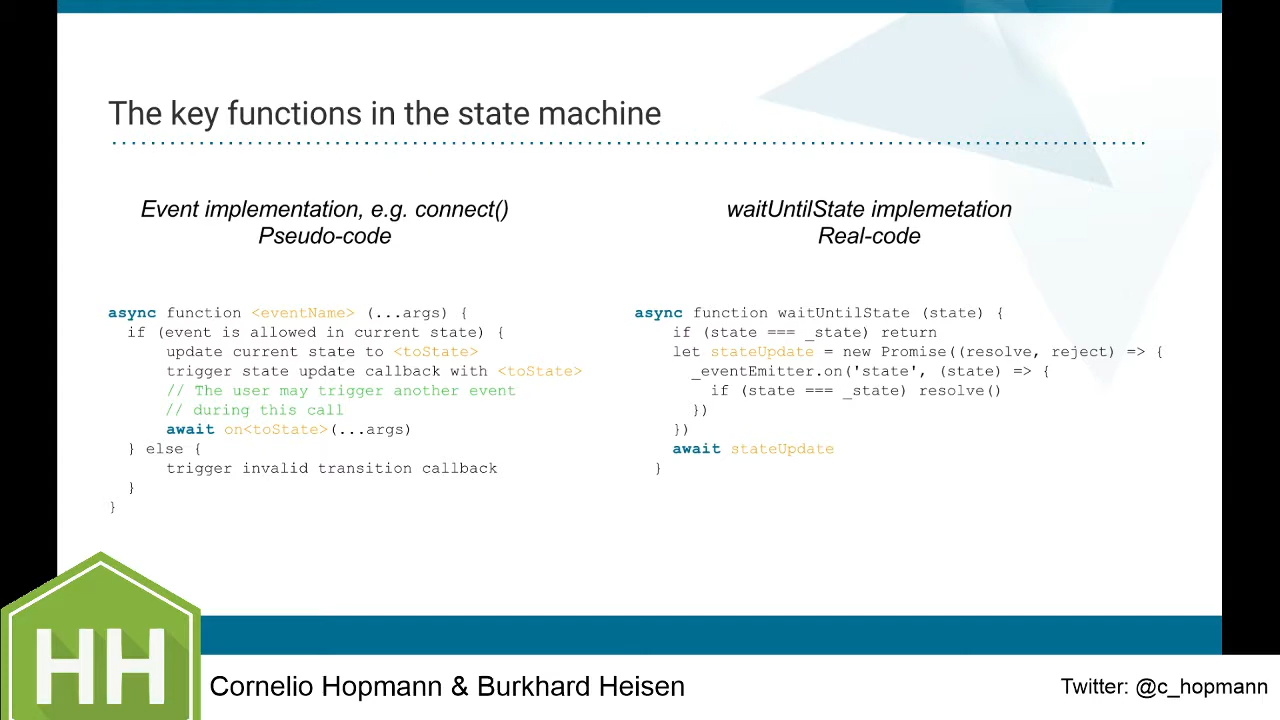 The key functions in the state machine
Event implementation, e.g. connect()
Pseudo-code
async function <eventName> (...args) {
if (event is allowed in current state) {
update current state to <toState>
trigger state update callback with <toState>
// The user may trigger another event
// during this call
await on<toState>(...args)
} else {
trigger invalid transition callback
}
}
waitUntilState implemetation
Real-code
async function waitUntilState (state) {
if (state === _state) return
let stateUpdate = new Promise((resolve, reject) => {
_eventEmitter.on('state', (state) => {
if (state === _state) resolve()
})
})
await stateUpdate
}
HH
Cornelio Hopmann & Burkhard Heisen
Twitter: @c_hopmann